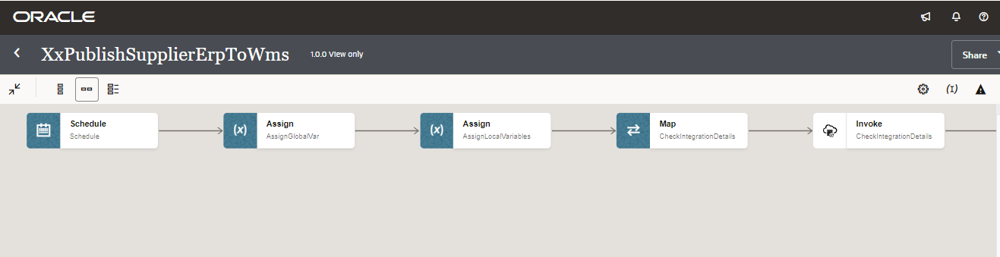 ORACLE
XxPublishSupplierErpToWms 1.0.0 View only Share
(I)
Schedule
Schedule
(x) Assign
AssignGlobalVar
(x) Assign
AssignLocalVariables
Map
CheckIntegrationDetails
Invoke
CheckIntegrationDetails